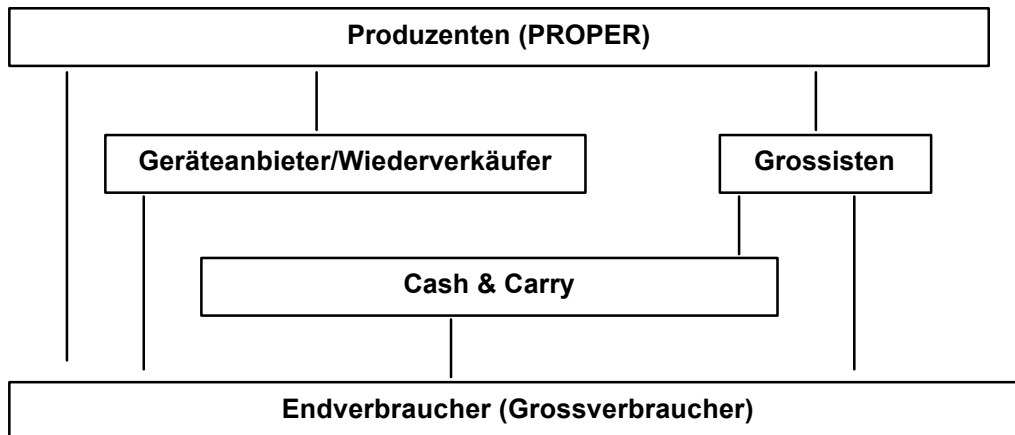 Produzenten (PROPER)
Geräteanbieter/Wiederverkäufer
Grossisten
Cash & Carry
Endverbraucher (Grossverbraucher)